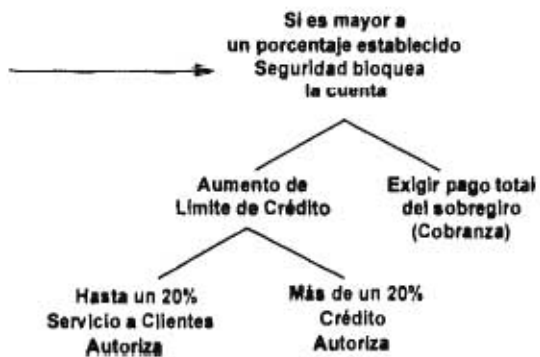 Si es mayor a
un porcentaje establecido
Seguridad bloquea
la cuenta
Aumento de
Limite de Crédito
Exigir pago total
del sobregiro
(Cobranza)
Hasta un 20%
Servicio a Clientes
Autoriza
Más de un 20%
Crédito
Autoriza